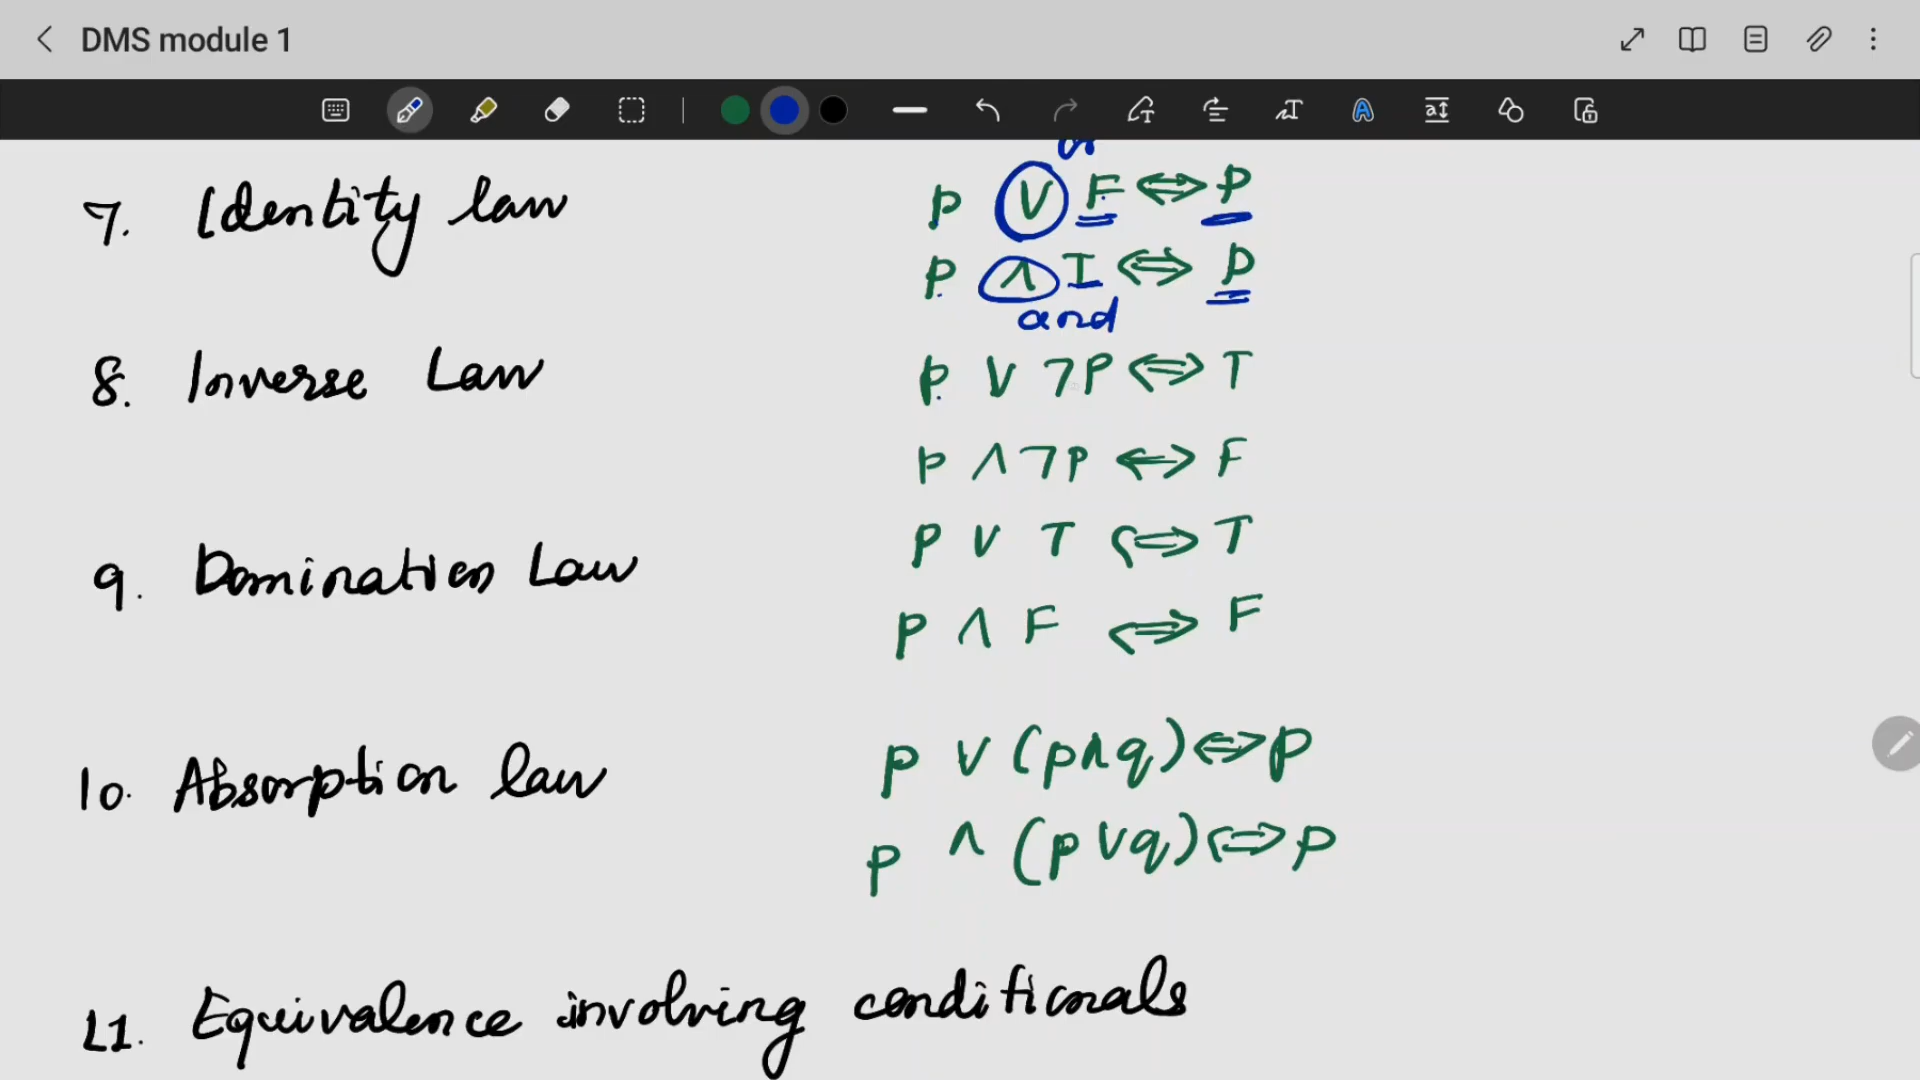 DMS module 1
or
7. Identity law p ∨ F ⇔ P
p ∧ I ⇔ p
and
8. Inverse Law p ∨ ¬P ⇔ T
p ∧ ¬P ⇔ F
9. Domination Law p ∨ T ⇔ T
p ∧ F ⇔ F
10. Absorption law p ∨ (p∧q) ⇔ p
p ∧ (p∨q) ⇔ p
11. Equivalence involving conditionals